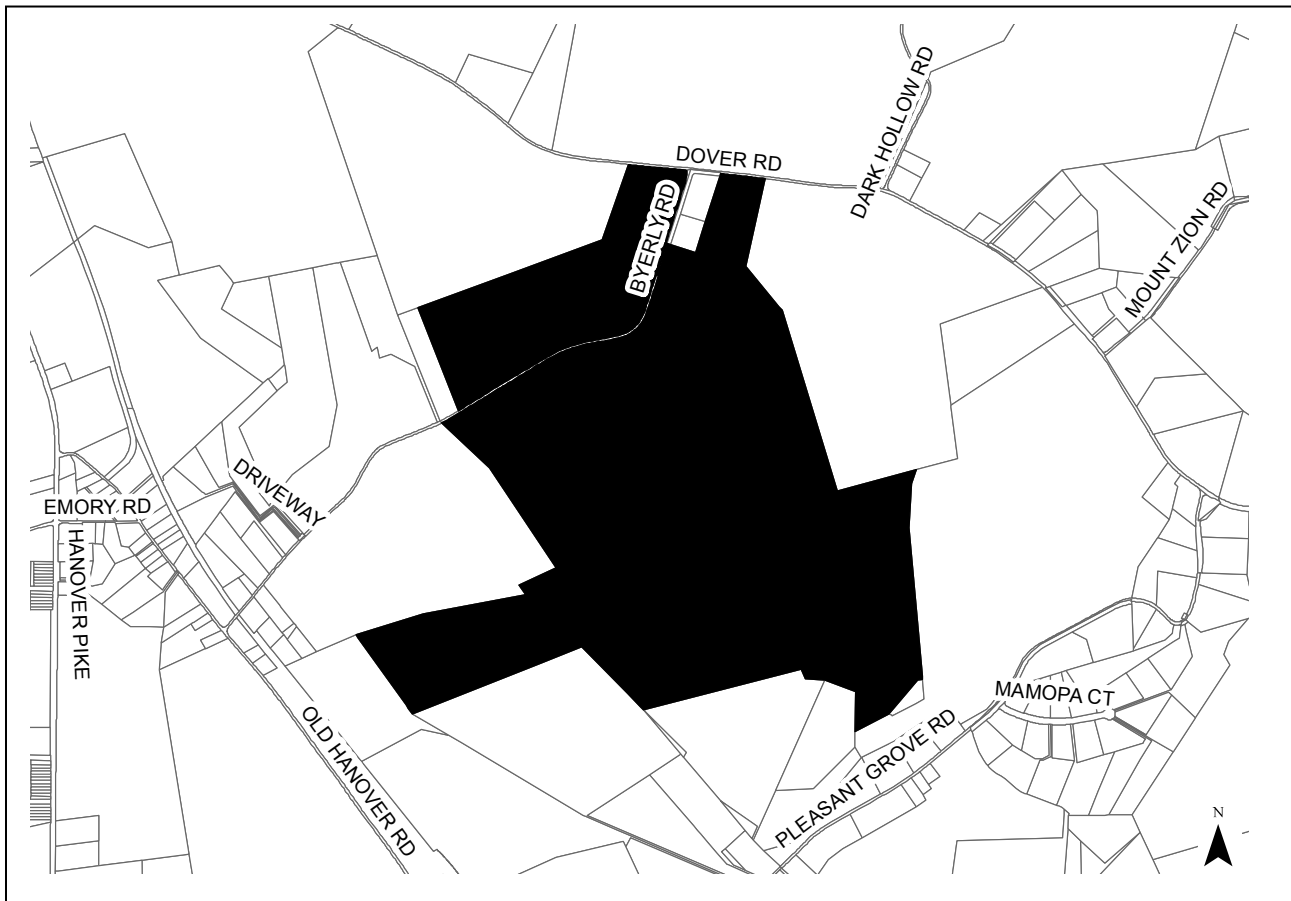 DOVER RD
DARK HOLLOW RD
BYERLY RD
MOUNT ZION RD
DRIVEWAY
EMORY RD
HANOVER PIKE
MAMOPA CT
OLD HANOVER RD
PLEASANT GROVE RD
N